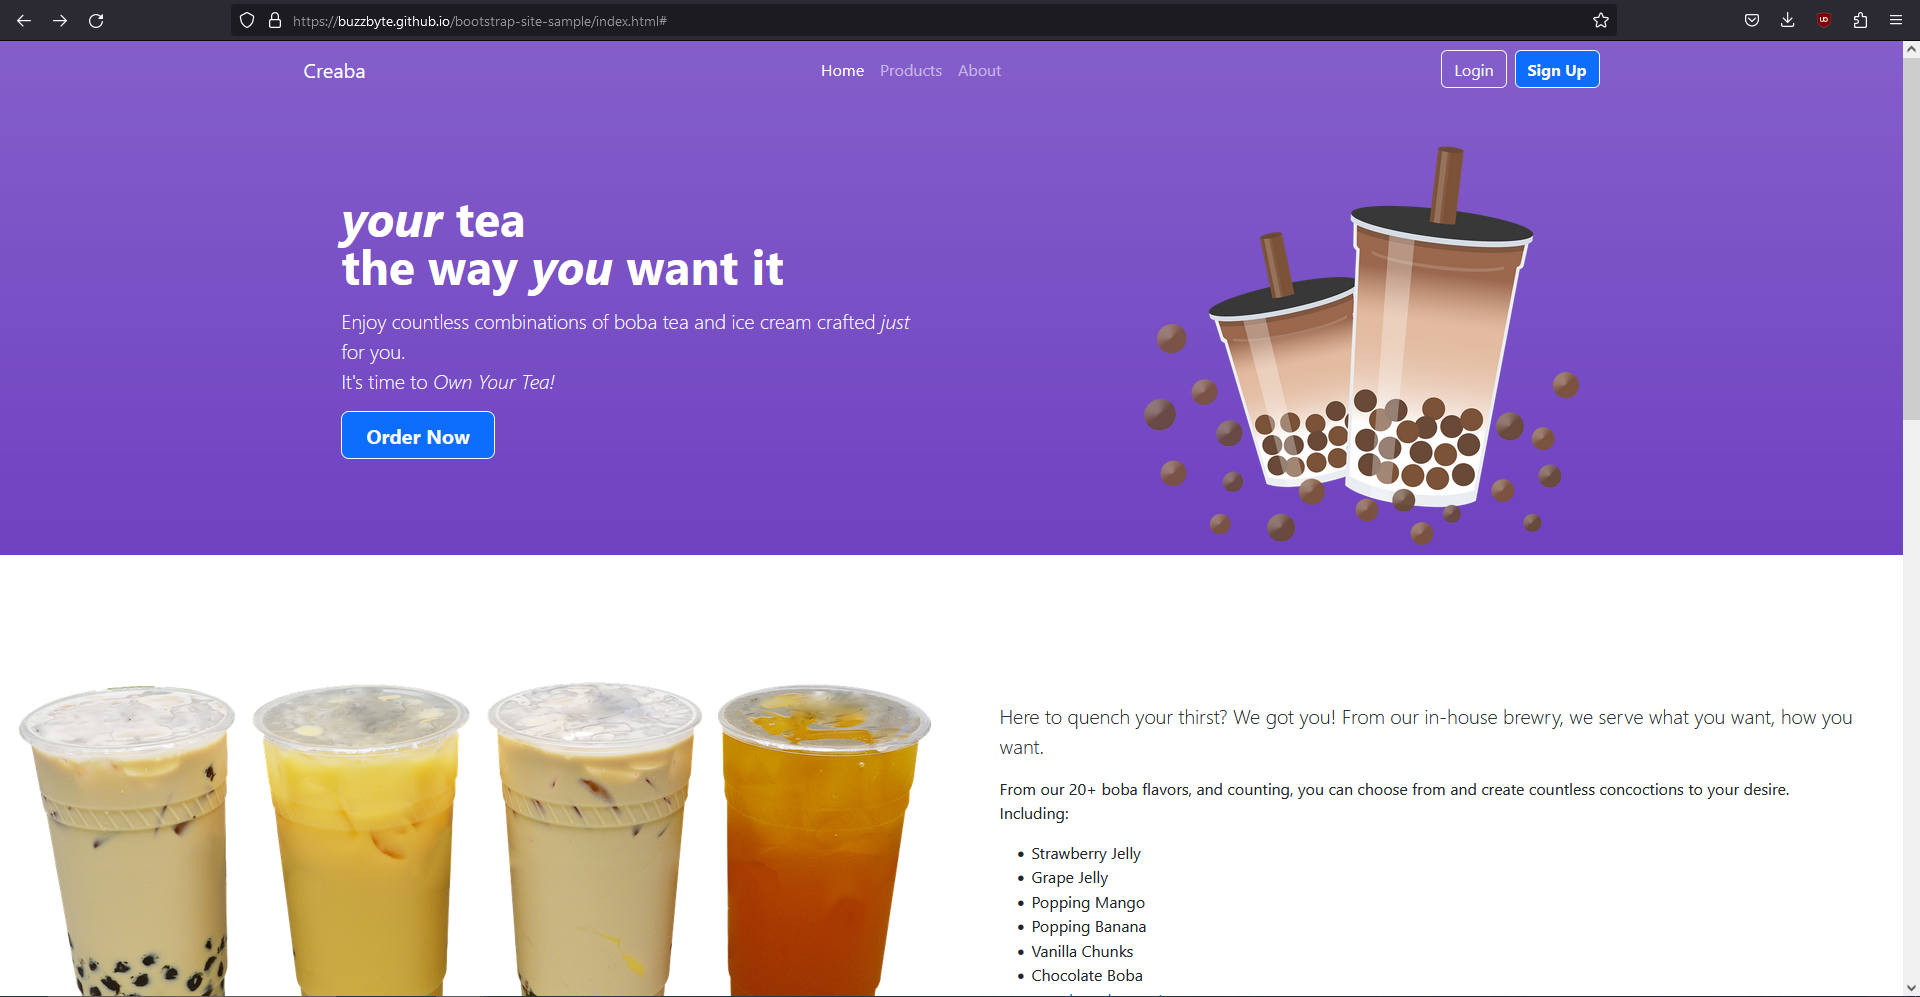 https://buzzbyte.github.io/bootstrap-site-sample/index.html#
Creaba
Home Products About
Login Sign Up
your tea
the way you want it
Enjoy countless combinations of boba tea and ice cream crafted just
for you.
It's time to Own Your Tea!
Order Now
Here to quench your thirst? We got you! From our in-house brewry, we serve what you want, how you
want.
From our 20+ boba flavors, and counting, you can choose from and create countless concoctions to your desire.
Including:
Strawberry Jelly
Grape Jelly
Popping Mango
Popping Banana
Vanilla Chunks
Chocolate Boba